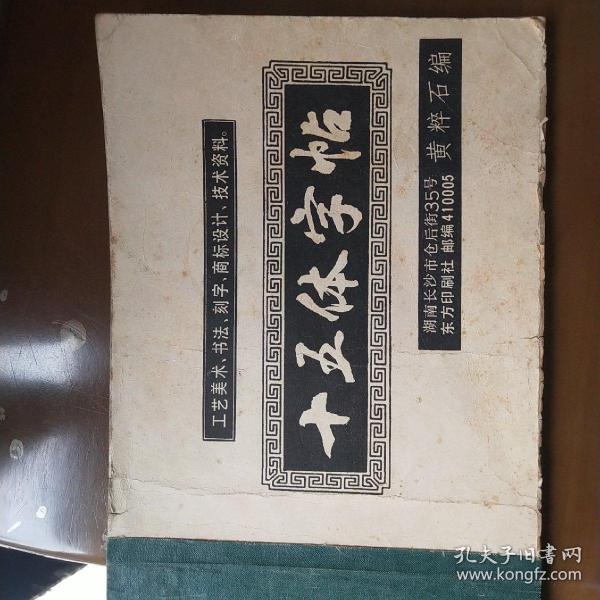 工艺美术、书法、刻字、商标设计、技术资料。
十五体字帖
湖南长沙市仓后街35号
东方印刷社 邮编410005
黄粹石编
孔夫子旧书网
www.kongfz.com